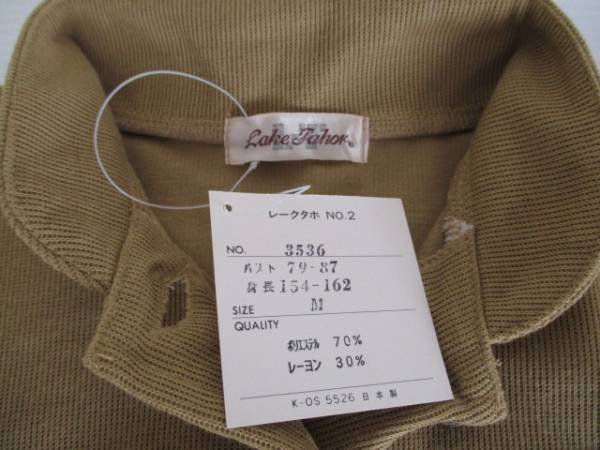 Lake Tahoe
レークタホ NO.2
NO. 3536
バスト 79-87
身長 154-162
SIZE M
QUALITY
ポリエステル 70%
レーヨン 30%
K-OS 5526 日本製